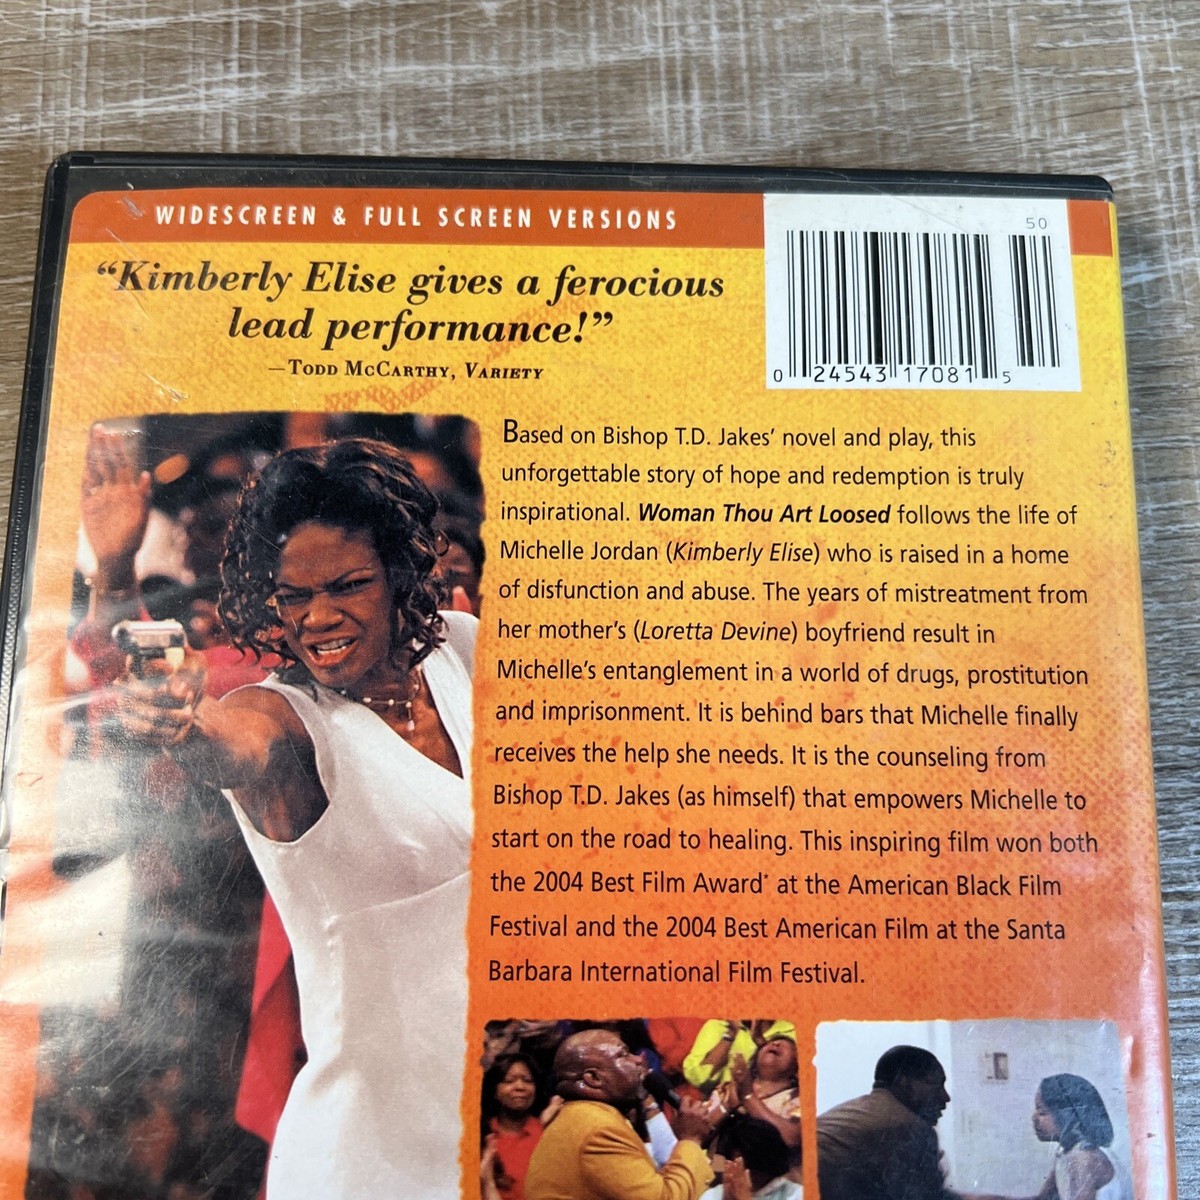 WIDESCREEN & FULL SCREEN VERSIONS
50
"Kimberly Elise gives a ferocious
lead performance!"
—TODD MCCARTHY, VARIETY
0 24543 17081 5
Based on Bishop T.D. Jakes' novel and play, this
unforgettable story of hope and redemption is truly
inspirational. Woman Thou Art Loosed follows the life of
Michelle Jordan (Kimberly Elise) who is raised in a home
of disfunction and abuse. The years of mistreatment from
her mother's (Loretta Devine) boyfriend result in
Michelle's entanglement in a world of drugs, prostitution
and imprisonment. It is behind bars that Michelle finally
receives the help she needs. It is the counseling from
Bishop T.D. Jakes (as himself) that empowers Michelle to
start on the road to healing. This inspiring film won both
the 2004 Best Film Award* at the American Black Film
Festival and the 2004 Best American Film at the Santa
Barbara International Film Festival.